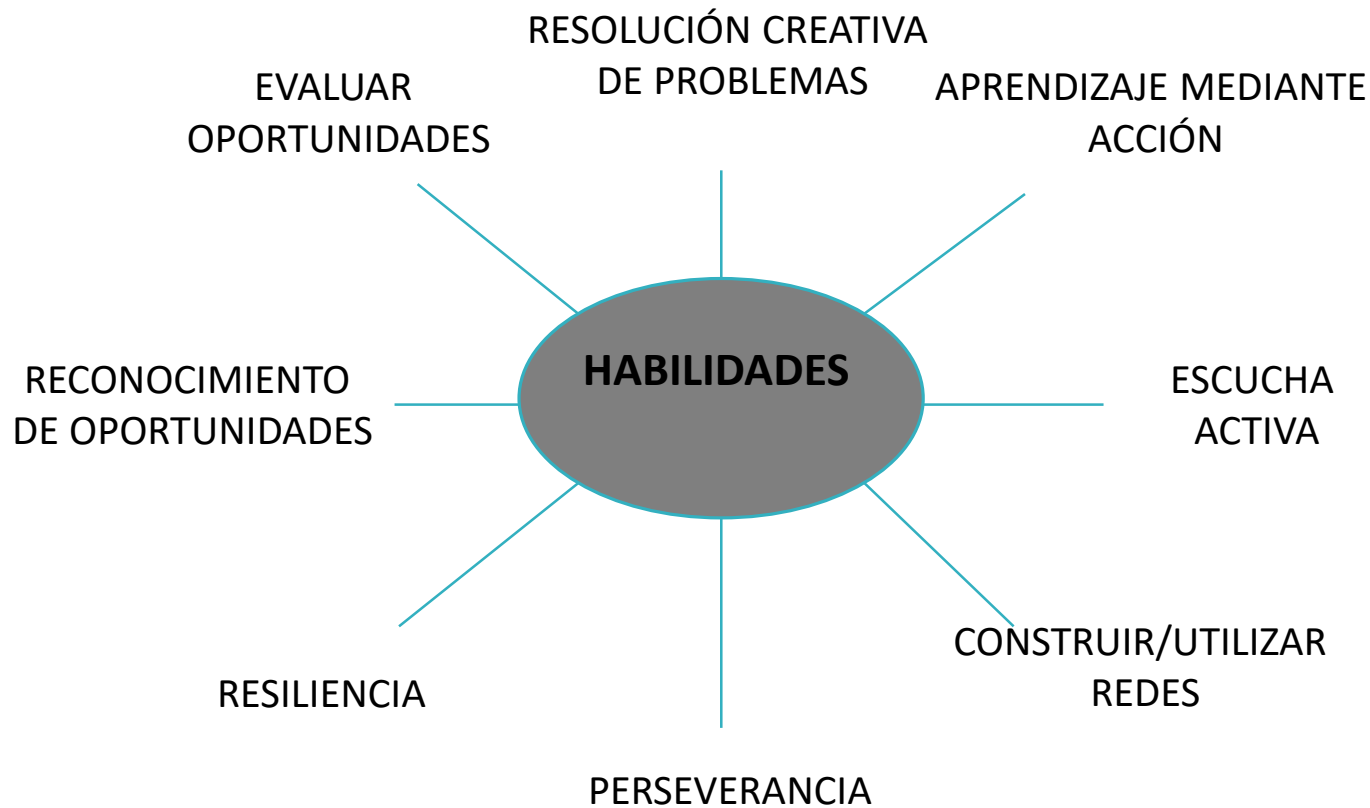 RESOLUCIÓN CREATIVA
DE PROBLEMAS
EVALUAR
OPORTUNIDADES
APRENDIZAJE MEDIANTE
ACCIÓN
HABILIDADES
RECONOCIMIENTO
DE OPORTUNIDADES
ESCUCHA
ACTIVA
RESILIENCIA
CONSTRUIR/UTILIZAR
REDES
PERSEVERANCIA